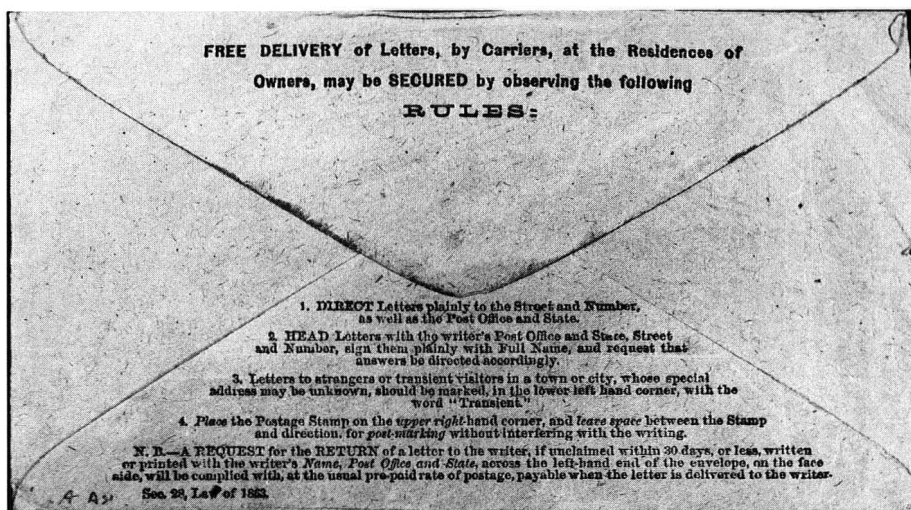 FREE DELIVERY of Letters, by Carriers, at the Residences of
Owners, may be SECURED by observing the following
RULES:
1. DIRECT Letters plainly to the Street and Number,
as well as the Post Office and State.
2. HEAD Letters with the writer's Post Office and State, Street
and Number, sign them plainly with Full Name, and request that
answers be directed accordingly.
3. Letters to strangers or transient visitors in a town or city, whose special
address may be unknown, should be marked, in the lower left hand corner, with the
word "Transient."
4. Place the Postage Stamp on the upper right-hand corner, and leave space between the Stamp
and direction, for post-marking without interfering with the writing.
N. B.—A REQUEST for the RETURN of a letter to the writer, if unclaimed within 30 days, or less, written
or printed with the writer's Name, Post Office and State, across the left-hand end of the envelope, on the face
side, will be complied with, at the usual pre-paid rate of postage, payable when the letter is delivered to the writer.
Sec. 28, Law of 1863.